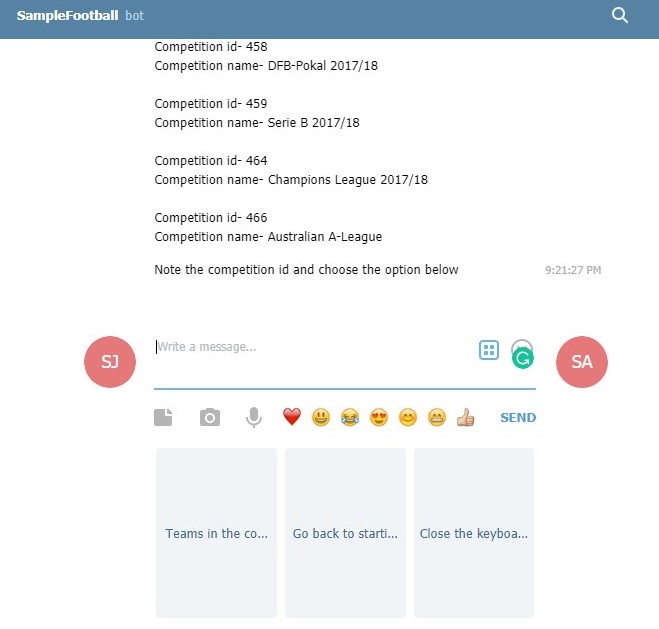 SampleFootball bot
Competition id- 458
Competition name- DFB-Pokal 2017/18
Competition id- 459
Competition name- Serie B 2017/18
Competition id- 464
Competition name- Champions League 2017/18
Competition id- 466
Competition name- Australian A-League
Note the competition id and choose the option below 9:21:27 PM
SJ
Write a message...
SA
SEND
Teams in the co...
Go back to starti...
Close the keyboa...